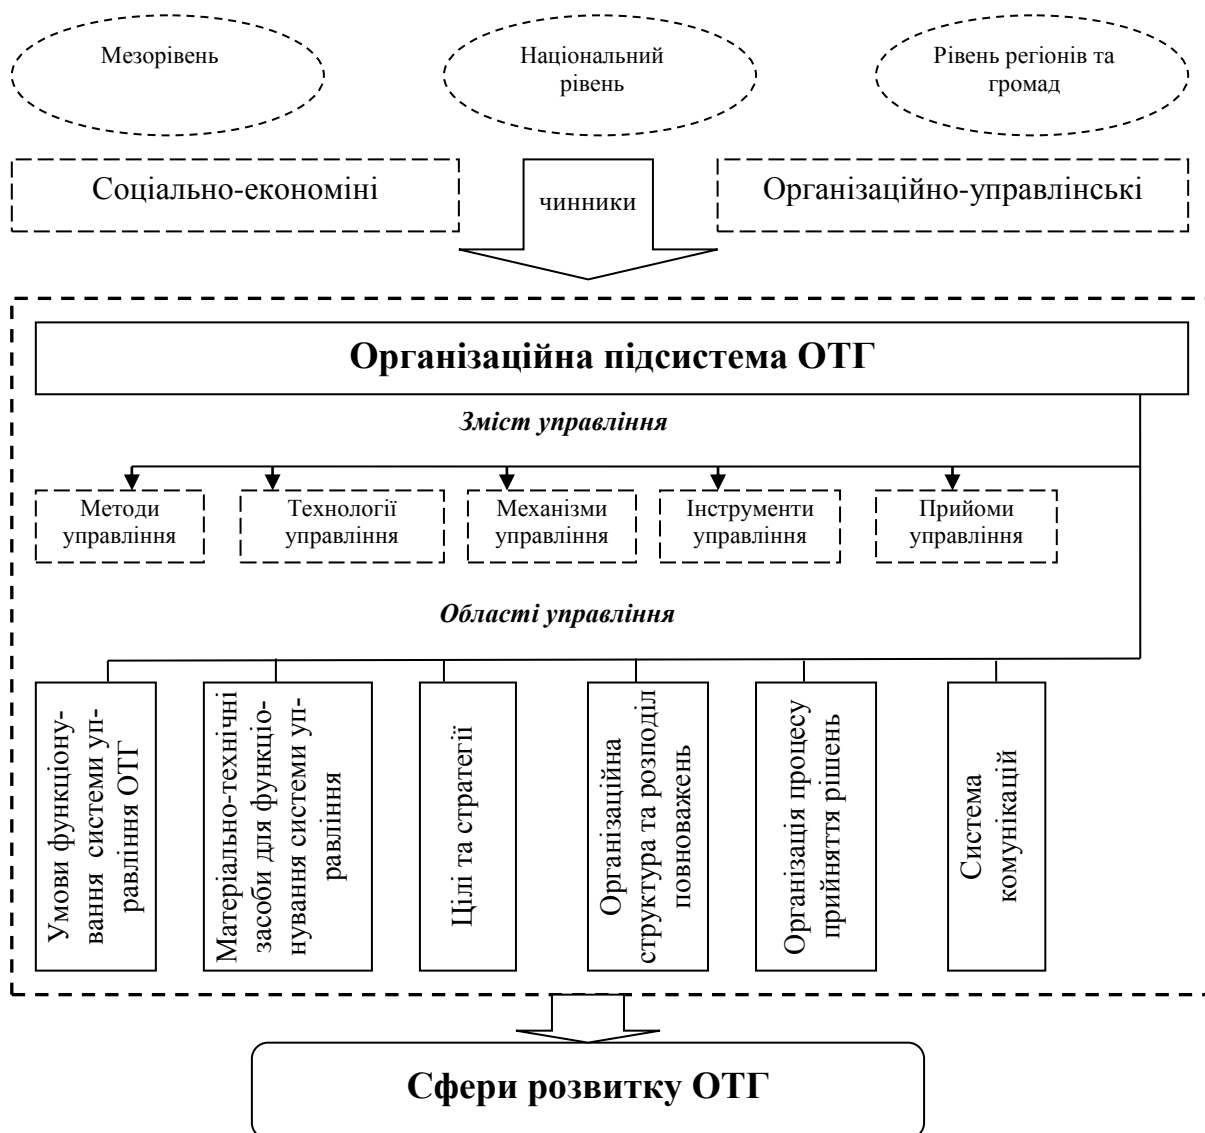 Мезорівень
Національний
рівень
Рівень регіонів та
громад
Соціально-економіні
чинники
Організаційно-управлінські
Організаційна підсистема ОТГ
Зміст управління
Методи
управління
Технології
управління
Механізми
управління
Інструменти
управління
Прийоми
управління
Області управління
Умови функціону-
вання системи уп-
равління ОТГ
Матеріально-технічні
засоби для функціо-
нування системи уп-
равління
Цілі та стратегії
Організаційна
структура та розподіл
повноважень
Організація процесу
прийняття рішень
Система
комунікацій
Сфери розвитку ОТГ